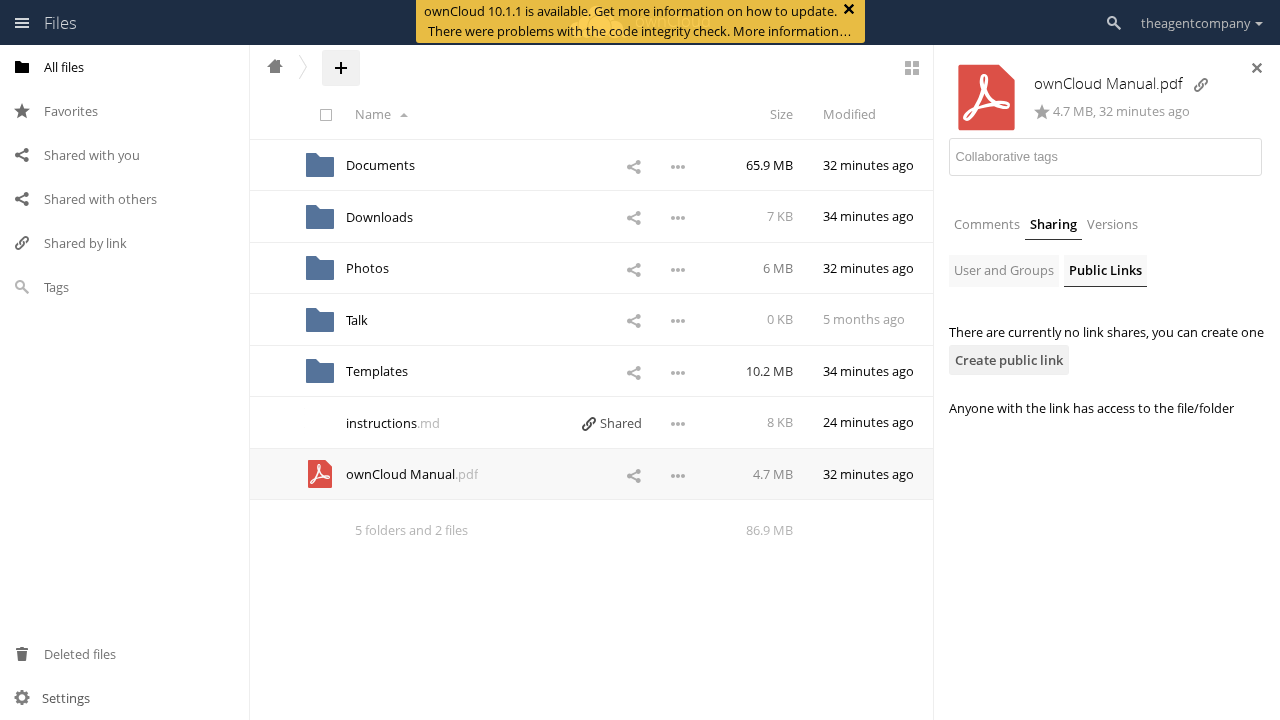 Files
ownCloud 10.1.1 is available. Get more information on how to update.
There were problems with the code integrity check. More information…
theagentcompany
All files
Favorites
Shared with you
Shared with others
Shared by link
Tags
Deleted files
Settings
Name Size Modified
Documents 65.9 MB 32 minutes ago
Downloads 7 KB 34 minutes ago
Photos 6 MB 32 minutes ago
Talk 0 KB 5 months ago
Templates 10.2 MB 34 minutes ago
instructions.md Shared 8 KB 24 minutes ago
ownCloud Manual.pdf 4.7 MB 32 minutes ago
5 folders and 2 files 86.9 MB
ownCloud Manual.pdf
4.7 MB, 32 minutes ago
Collaborative tags
Comments Sharing Versions
User and Groups Public Links
There are currently no link shares, you can create one
Create public link
Anyone with the link has access to the file/folder